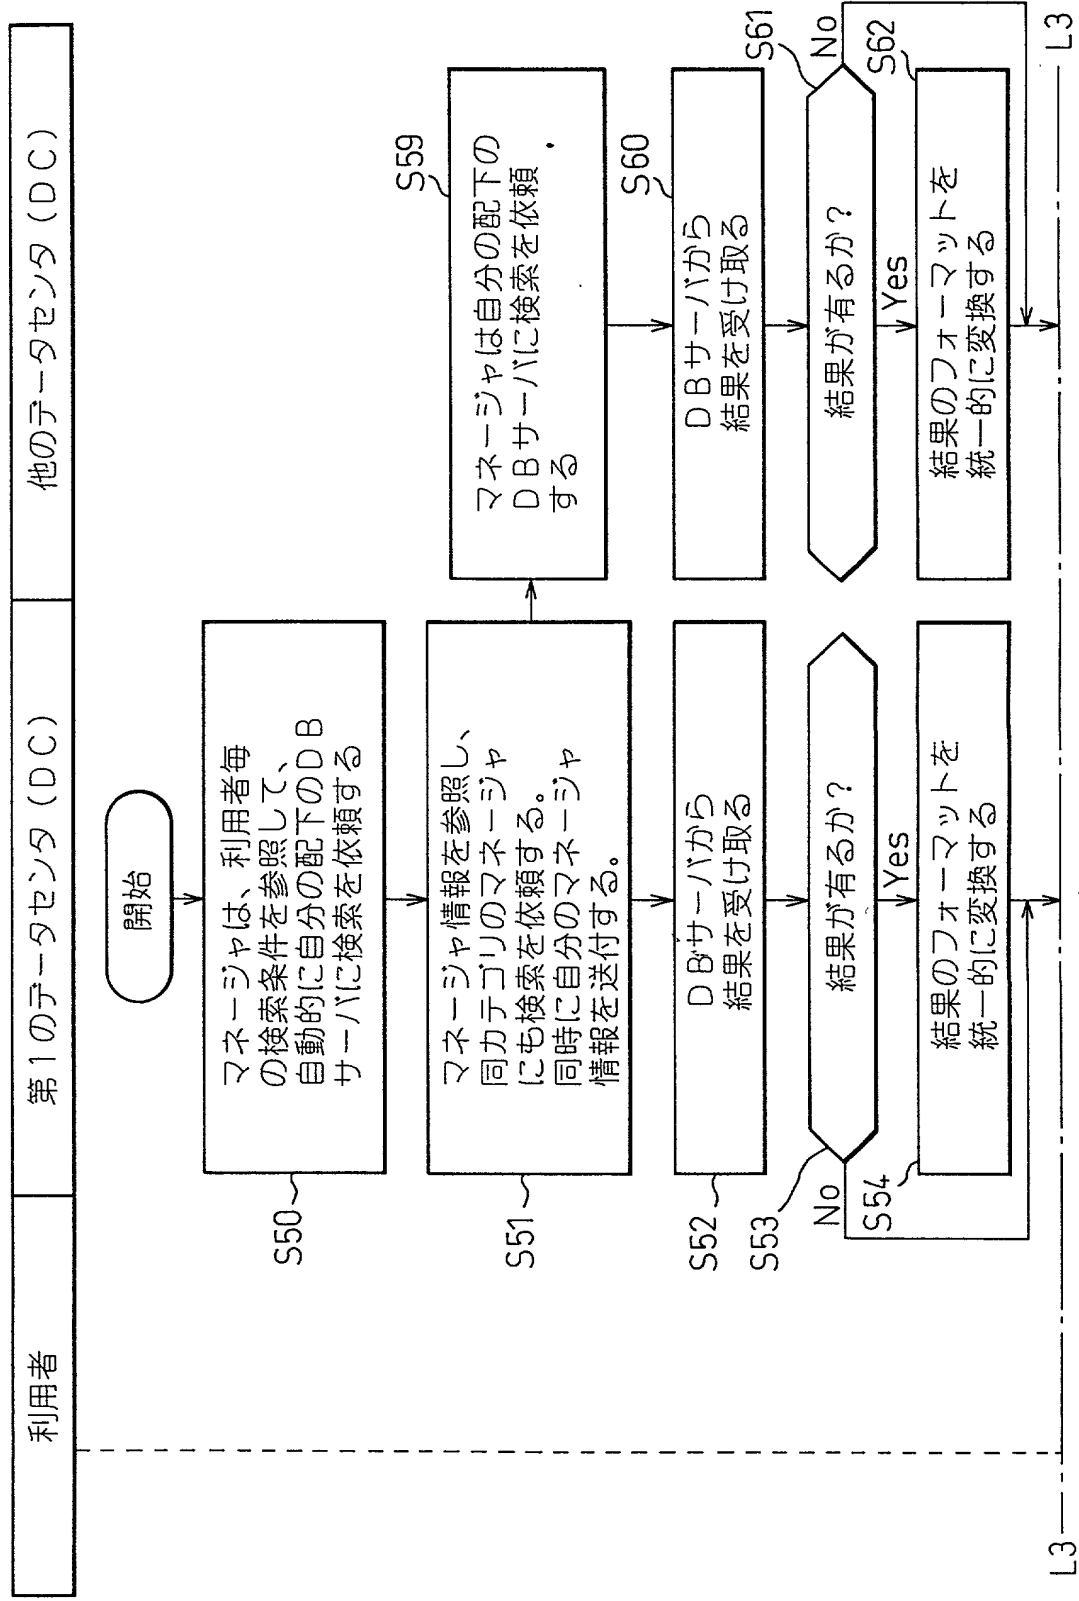 利用者
第1のデータセンタ(DC)
他のデータセンタ(DC)
開始
S50
マネージャは、利用者毎
の検索条件を参照して、
自動的に自分の配下のDB
サーバに検索を依頼する
S51
マネージャ情報を参照し、
同カテゴリのマネージャ
にも検索を依頼する。
同時に自分のマネージャ
情報を送付する。
S59
マネージャは自分の配下の
DBサーバに検索を依頼
する
S52
DBサーバから
結果を受け取る
S60
DBサーバから
結果を受け取る
S53
結果が有るか?
No
Yes
S61
結果が有るか?
No
Yes
S54
結果のフォーマットを
統一的に変換する
S62
結果のフォーマットを
統一的に変換する
L3
L3